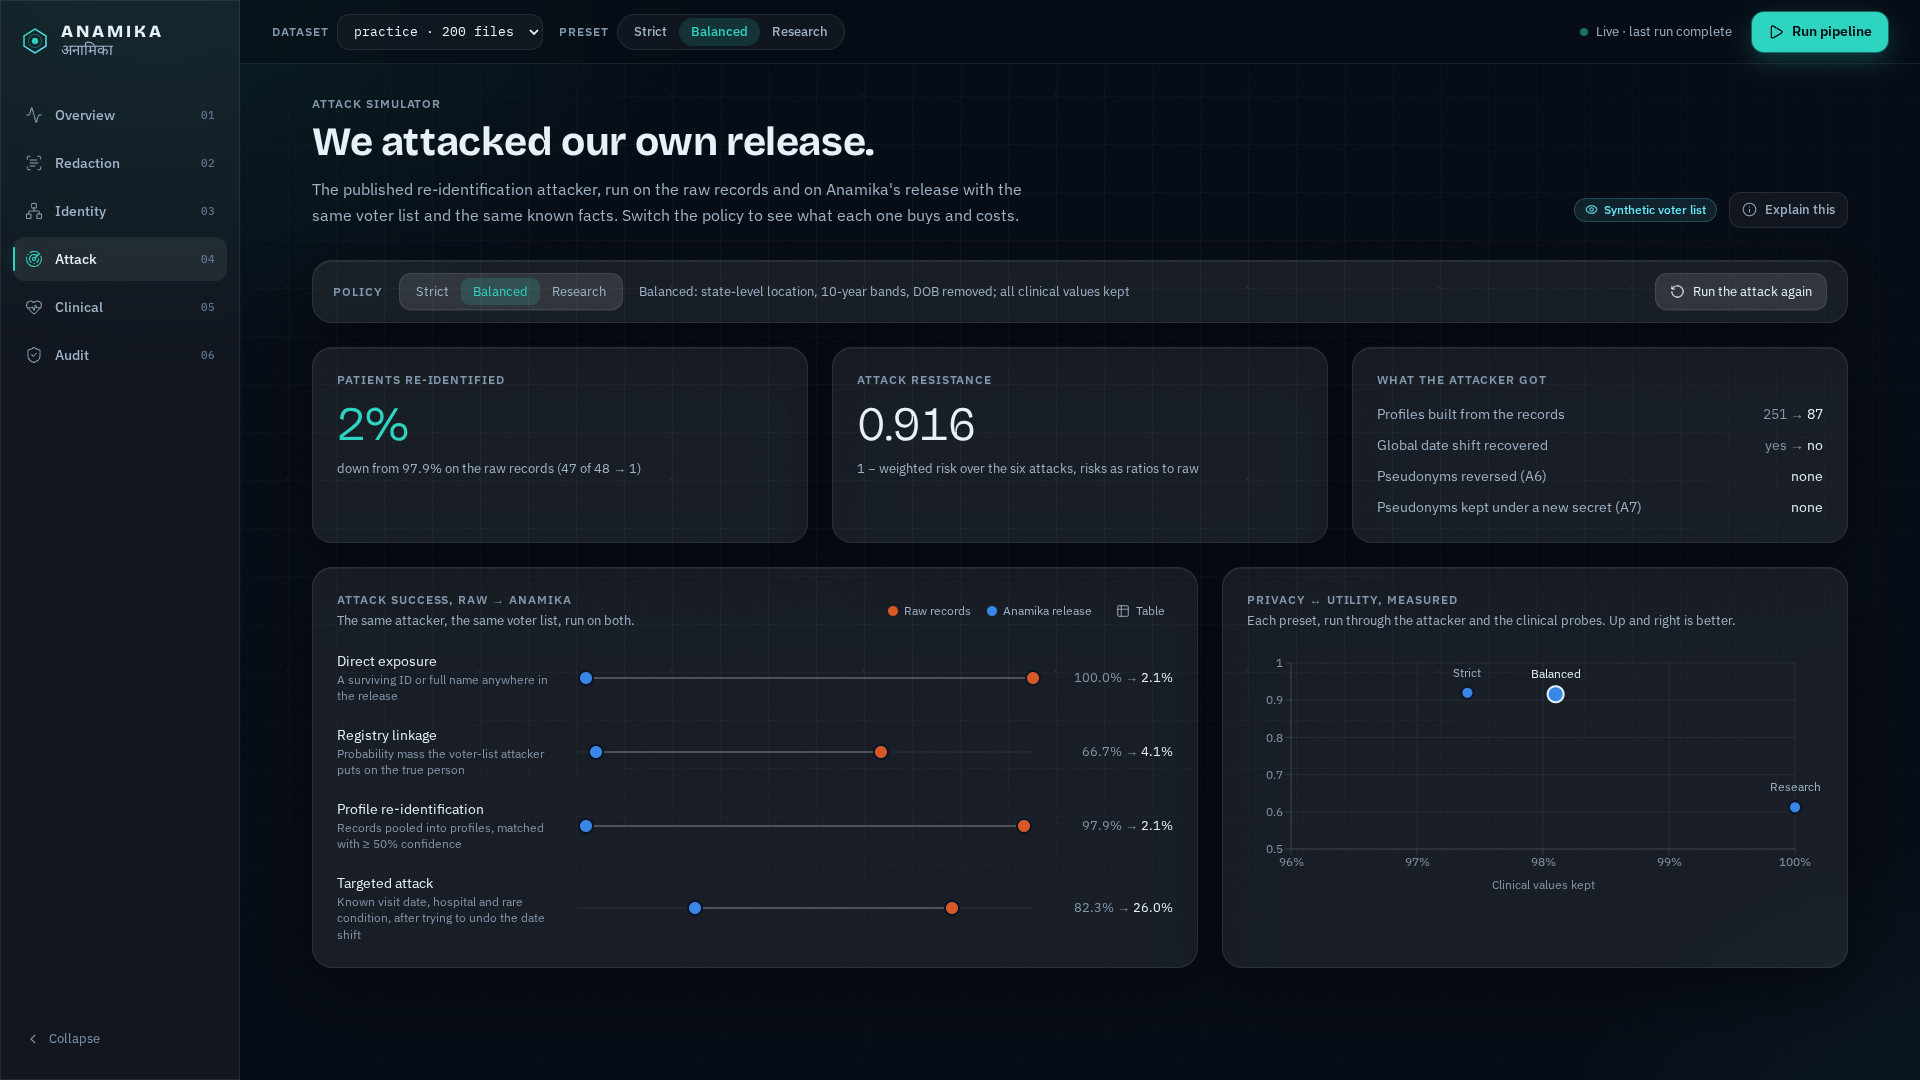 ANAMIKA
अनामिका
Overview 01
Redaction 02
Identity 03
Attack 04
Clinical 05
Audit 06
Collapse
DATASET practice · 200 files PRESET Strict Balanced Research
Live · last run complete Run pipeline
ATTACK SIMULATOR
We attacked our own release.
The published re-identification attacker, run on the raw records and on Anamika's release with the
same voter list and the same known facts. Switch the policy to see what each one buys and costs.
Synthetic voter list Explain this
POLICY Strict Balanced Research Balanced: state-level location, 10-year bands, DOB removed; all clinical values kept Run the attack again
PATIENTS RE-IDENTIFIED
2%
down from 97.9% on the raw records (47 of 48 → 1)
ATTACK RESISTANCE
0.916
1 − weighted risk over the six attacks, risks as ratios to raw
WHAT THE ATTACKER GOT
Profiles built from the records 251 → 87
Global date shift recovered yes → no
Pseudonyms reversed (A6) none
Pseudonyms kept under a new secret (A7) none
ATTACK SUCCESS, RAW → ANAMIKA
The same attacker, the same voter list, run on both.
Raw records Anamika release Table
Direct exposure
A surviving ID or full name anywhere in
the release
100.0% → 2.1%
Registry linkage
Probability mass the voter-list attacker
puts on the true person
66.7% → 4.1%
Profile re-identification
Records pooled into profiles, matched
with ≥ 50% confidence
97.9% → 2.1%
Targeted attack
Known visit date, hospital and rare
condition, after trying to undo the date
shift
82.3% → 26.0%
PRIVACY ↔ UTILITY, MEASURED
Each preset, run through the attacker and the clinical probes. Up and right is better.
1
0.9
0.8
0.7
0.6
0.5
Strict
Balanced
Research
96% 97% 98% 99% 100%
Clinical values kept